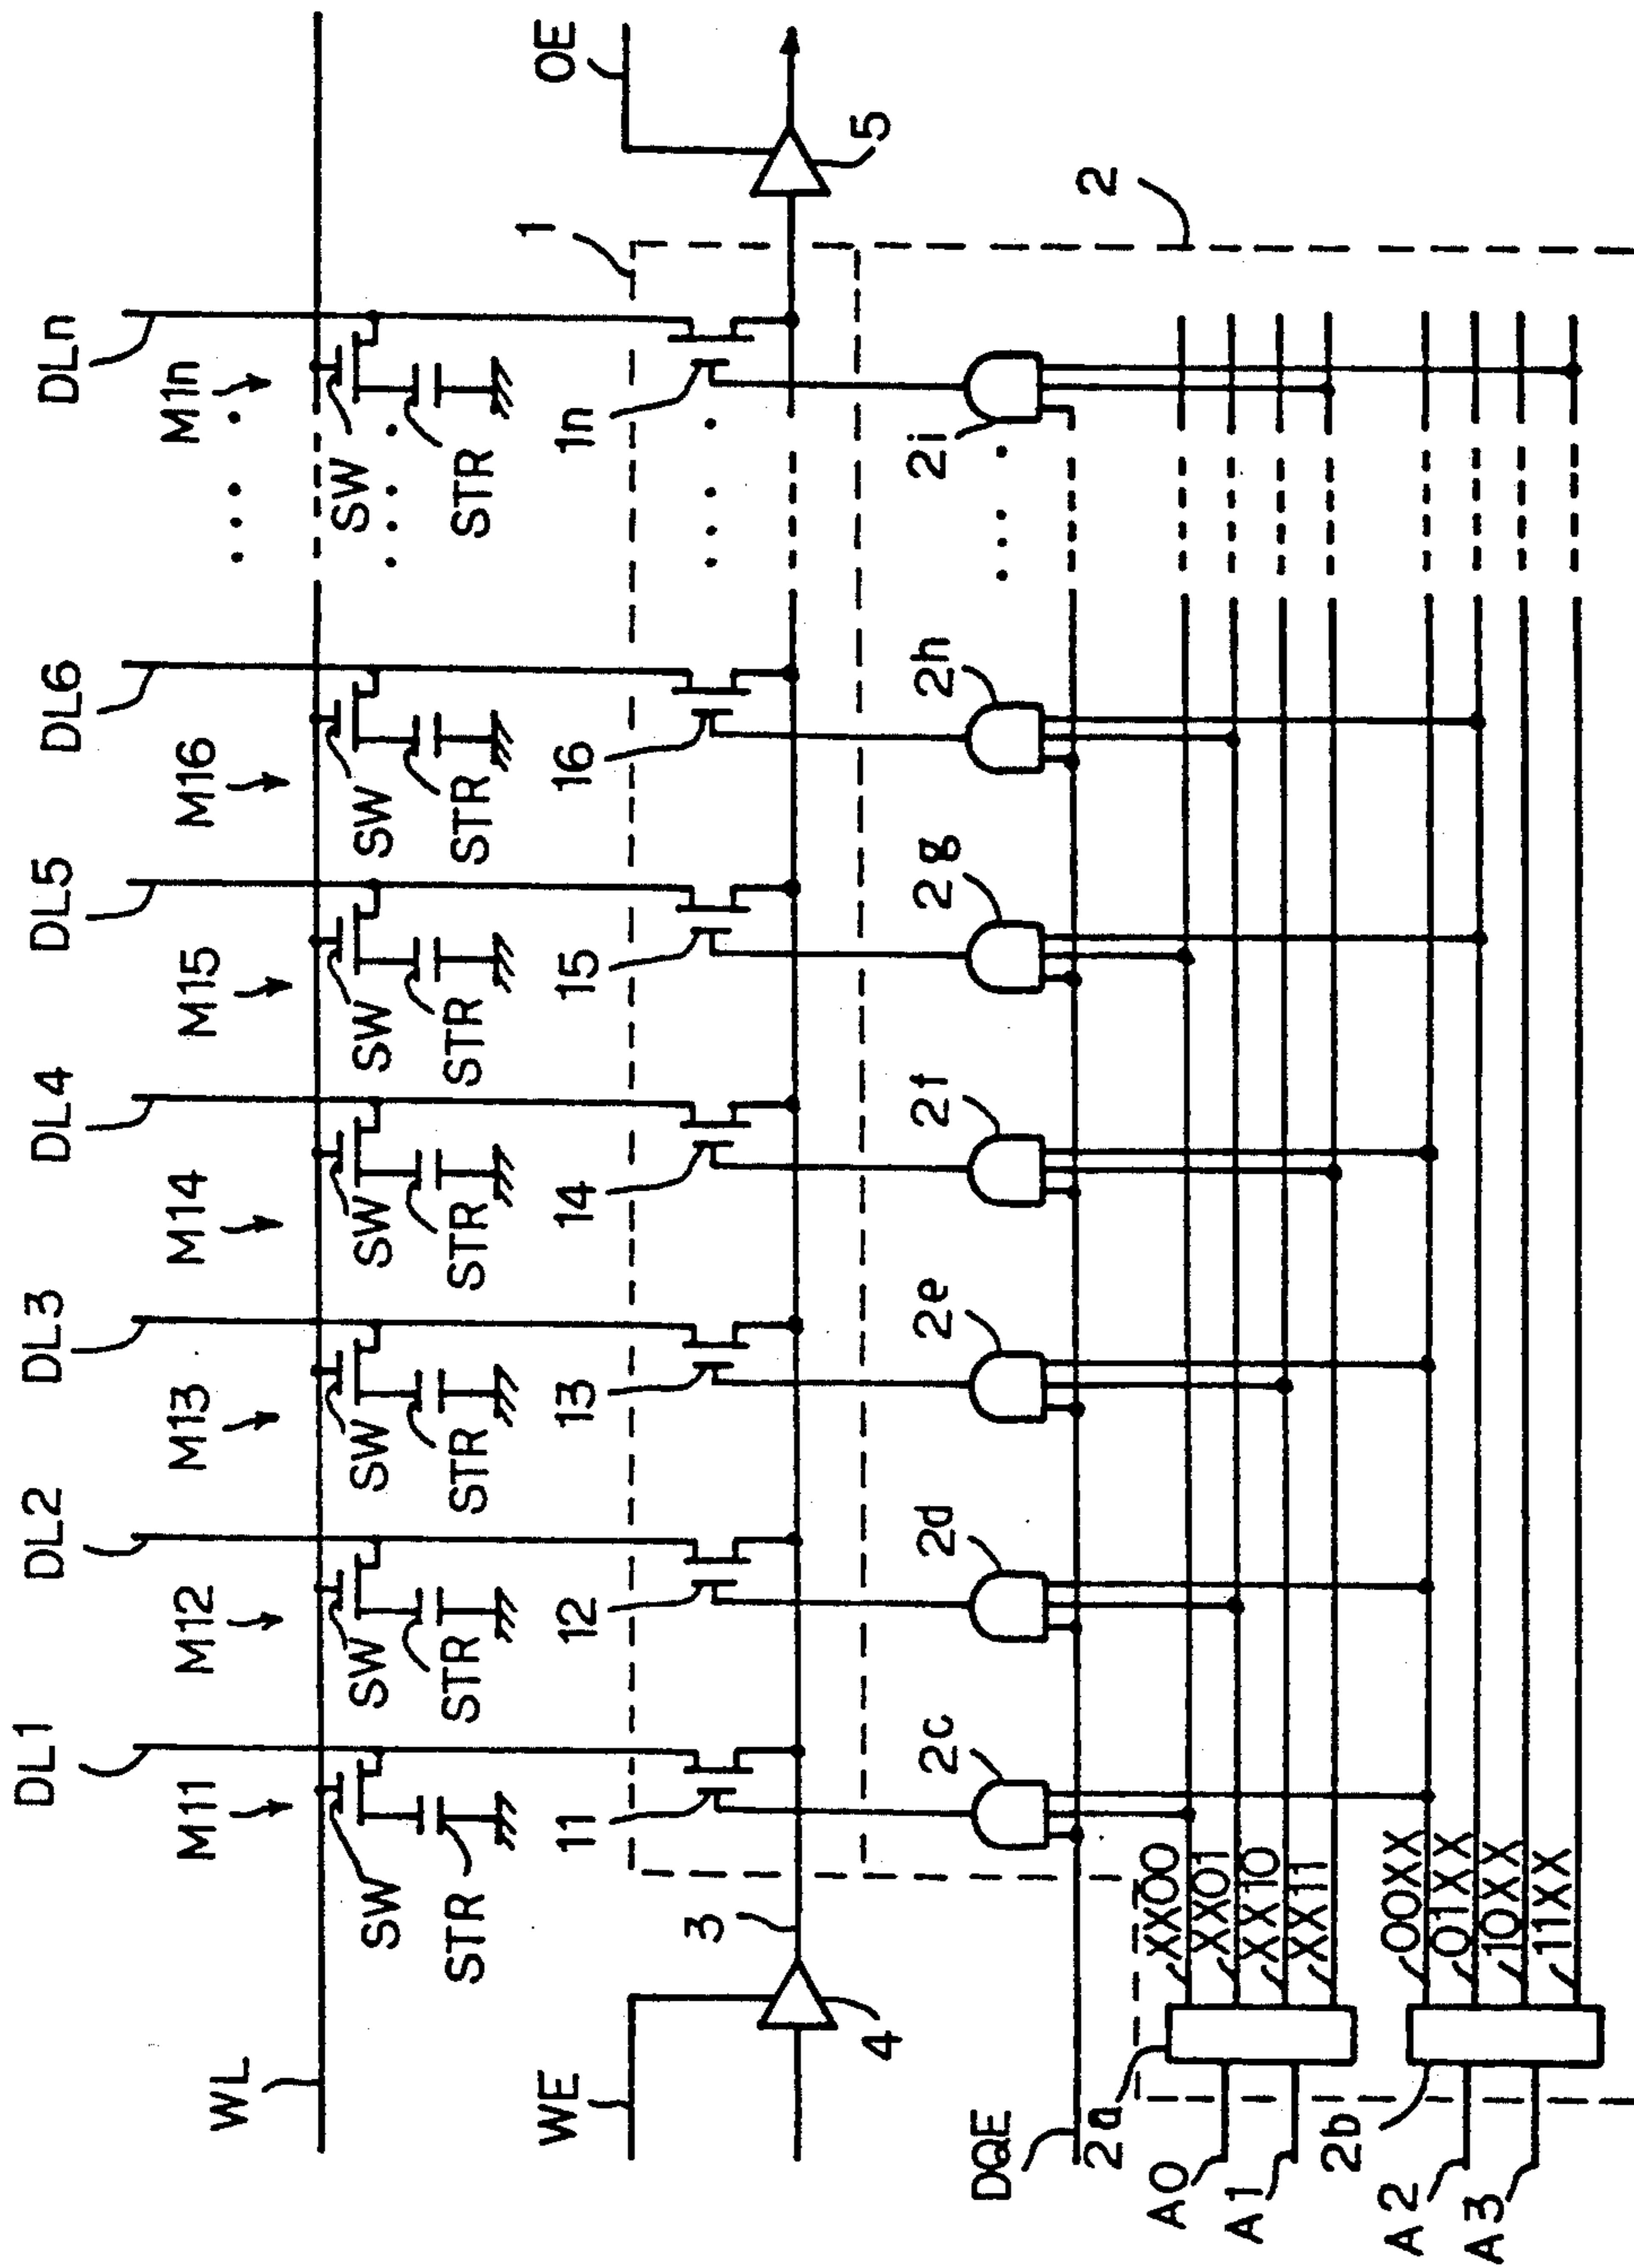 DL1 DL2 DL3 DL4 DL5 DL6 DLn
M11 M12 M13 M14 M15 M16 M1n
WL
SW SW SW SW SW SW SW
STR STR STR STR STR STR STR
1
WE 11 12 13 14 15 16 1n OE
3
4 5
2c 2d 2e 2f 2g 2h 2i
DQE
2
2a
A0
A1
XX00
XX01
XX10
XX11
2b
A2
A3
00XX
01XX
10XX
11XX